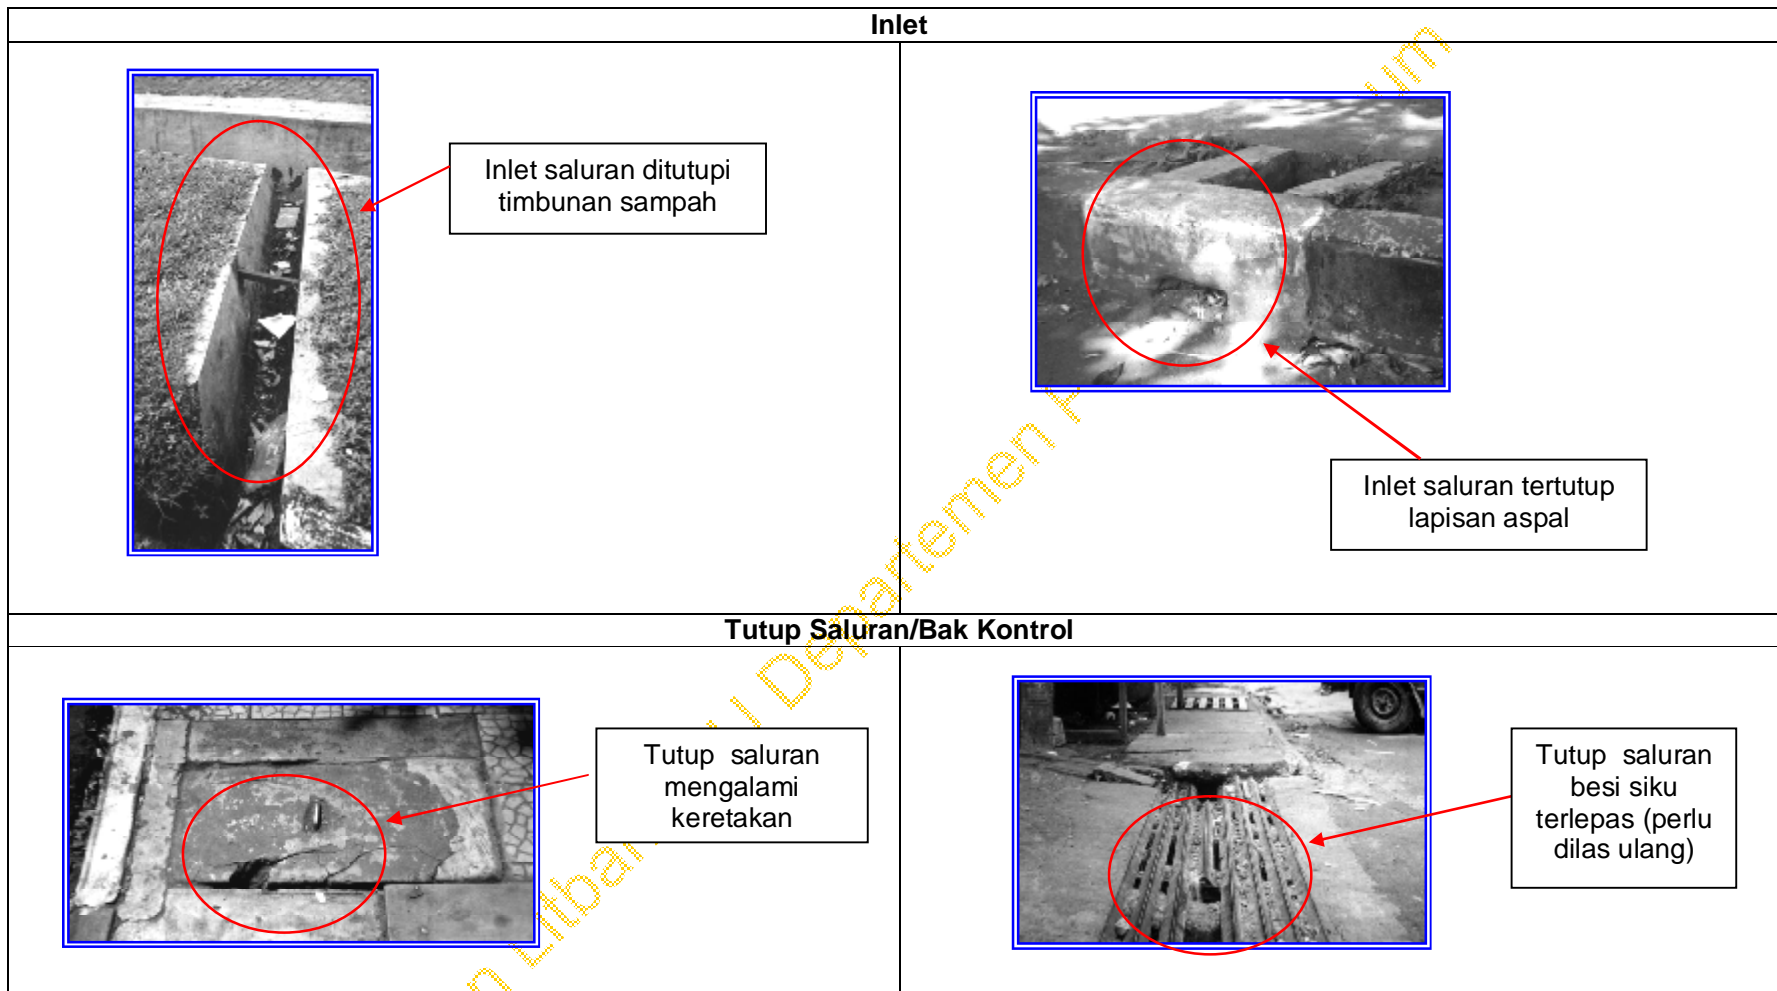 Inlet
Inlet saluran ditutupi
timbunan sampah
Inlet saluran tertutup
lapisan aspal
Tutup Saluran/Bak Kontrol
Tutup saluran
mengalami
keretakan
Tutup saluran
besi siku
terlepas (perlu
dilas ulang)
Departemen